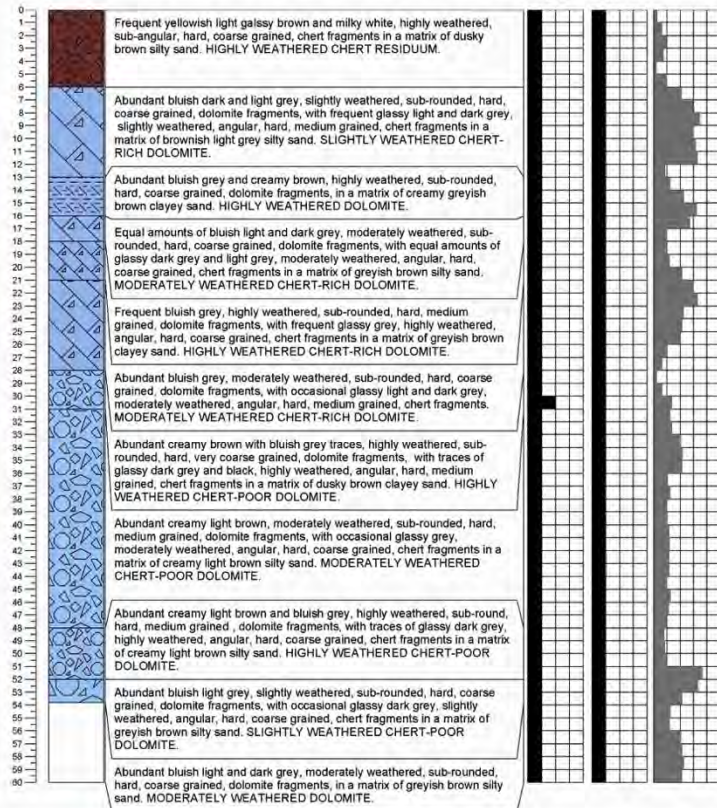 0
1
2
3
4
5
6
7
8
9
10
11
12
13
14
15
16
17
18
19
20
21
22
23
24
25
26
27
28
29
30
31
32
33
34
35
36
37
38
39
40
41
42
43
44
45
46
47
48
49
50
51
52
53
54
55
56
57
58
59
60
Frequent yellowish light galssy brown and milky white, highly weathered,
sub-angular, hard, coarse grained, chert fragments in a matrix of dusky
brown silty sand. HIGHLY WEATHERED CHERT RESIDUUM.
Abundant bluish dark and light grey, slightly weathered, sub-rounded, hard,
coarse grained, dolomite fragments, with frequent glassy light and dark grey,
slightly weathered, angular, hard, medium grained, chert fragments in a
matrix of brownish light grey silty sand. SLIGHTLY WEATHERED CHERT-
RICH DOLOMITE.
Abundant bluish grey and creamy brown, highly weathered, sub-rounded,
hard, coarse grained, dolomite fragments, in a matrix of creamy greyish
brown clayey sand. HIGHLY WEATHERED DOLOMITE.
Equal amounts of bluish light and dark grey, moderately weathered, sub-
rounded, hard, coarse grained, dolomite fragments, with equal amounts of
glassy dark grey and light grey, moderately weathered, angular, hard,
coarse grained, chert fragments in a matrix of greyish brown silty sand.
MODERATELY WEATHERED CHERT-RICH DOLOMITE.
Frequent bluish grey, highly weathered, sub-rounded, hard, medium
grained, dolomite fragments, with frequent glassy grey, highly weathered,
angular, hard, coarse grained, chert fragments in a matrix of greyish brown
clayey sand. HIGHLY WEATHERED CHERT-RICH DOLOMITE.
Abundant bluish grey, moderately weathered, sub-rounded, hard, coarse
grained, dolomite fragments, with occasional glassy light and dark grey,
moderately weathered, angular, hard, medium grained, chert fragments.
MODERATELY WEATHERED CHERT-RICH DOLOMITE.
Abundant creamy brown with bluish grey traces, highly weathered, sub-
rounded, hard, very coarse grained, dolomite fragments, with traces of
glassy dark grey and black, highly weathered, angular, hard, medium
grained, chert fragments in a matrix of dusky brown clayey sand. HIGHLY
WEATHERED CHERT-POOR DOLOMITE.
Abundant creamy light brown, moderately weathered, sub-rounded, hard,
medium grained, dolomite fragments, with occasional glassy grey,
moderately weathered, angular, hard, coarse grained, chert fragments in a
matrix of creamy light brown silty sand. MODERATELY WEATHERED
CHERT-POOR DOLOMITE.
Abundant creamy light brown and bluish grey, highly weathered, sub-round,
hard, medium grained , dolomite fragments, with traces of glassy dark grey,
highly weathered, angular, hard, coarse grained, chert fragments in a matrix
of creamy light brown silty sand. HIGHLY WEATHERED CHERT-POOR
DOLOMITE.
Abundant bluish light grey, slightly weathered, sub-rounded, hard, coarse
grained, dolomite fragments, with occasional glassy dark grey, slightly
weathered, angular, hard, coarse grained, chert fragments in a matrix of
greyish brown silty sand. SLIGHTLY WEATHERED CHERT-POOR
DOLOMITE.
Abundant bluish light and dark grey, moderately weathered, sub-rounded,
hard, coarse grained, dolomite fragments, in a matrix of greyish brown silty
sand. MODERATELY WEATHERED DOLOMITE.